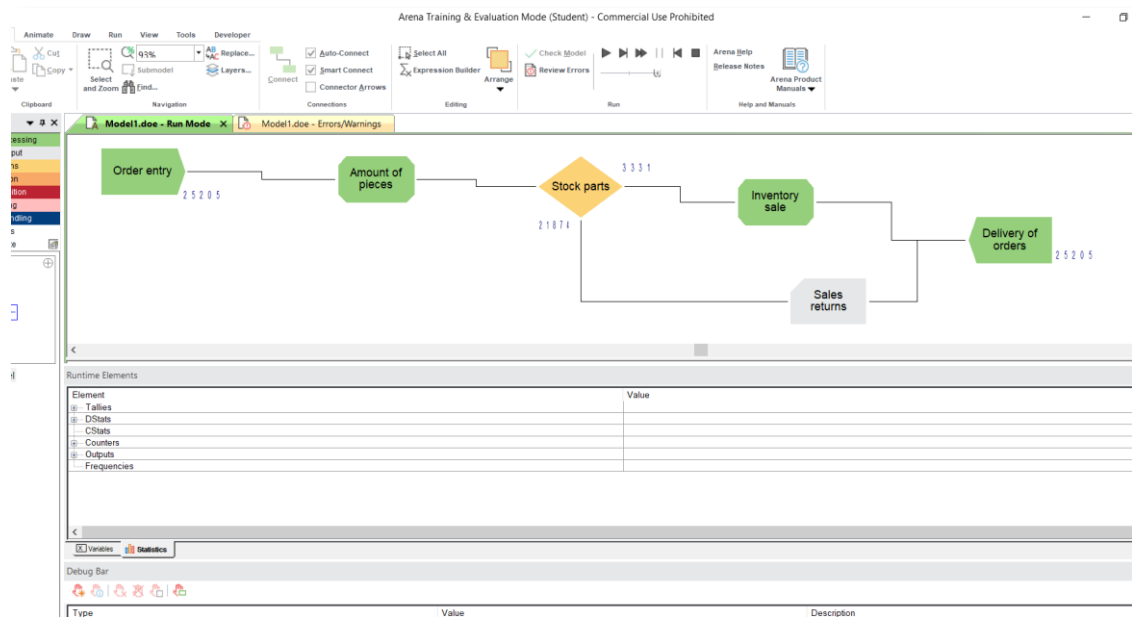 Arena Training & Evaluation Mode (Student) - Commercial Use Prohibited
Animate Draw Run View Tools Developer
Cut
Copy
Clipboard
Select and Zoom
93%
Submodel
Find...
Replace...
Layers...
Navigation
Connect
Auto-Connect
Smart Connect
Connector Arrows
Connections
Select All
Expression Builder
Arrange
Editing
Check Model
Review Errors
Run
Arena Help
Release Notes
Arena Product Manuals
Help and Manuals
Model1.doe - Run Mode X
Model1.doe - Errors/Warnings
Order entry
25205
Amount of
pieces
Stock parts
3331
21874
Inventory
sale
Sales
returns
Delivery of
orders
25205
Runtime Elements
Element Value
Tallies
DStats
CStats
Counters
Outputs
Frequencies
Variables Statistics
Debug Bar
Type Value Description